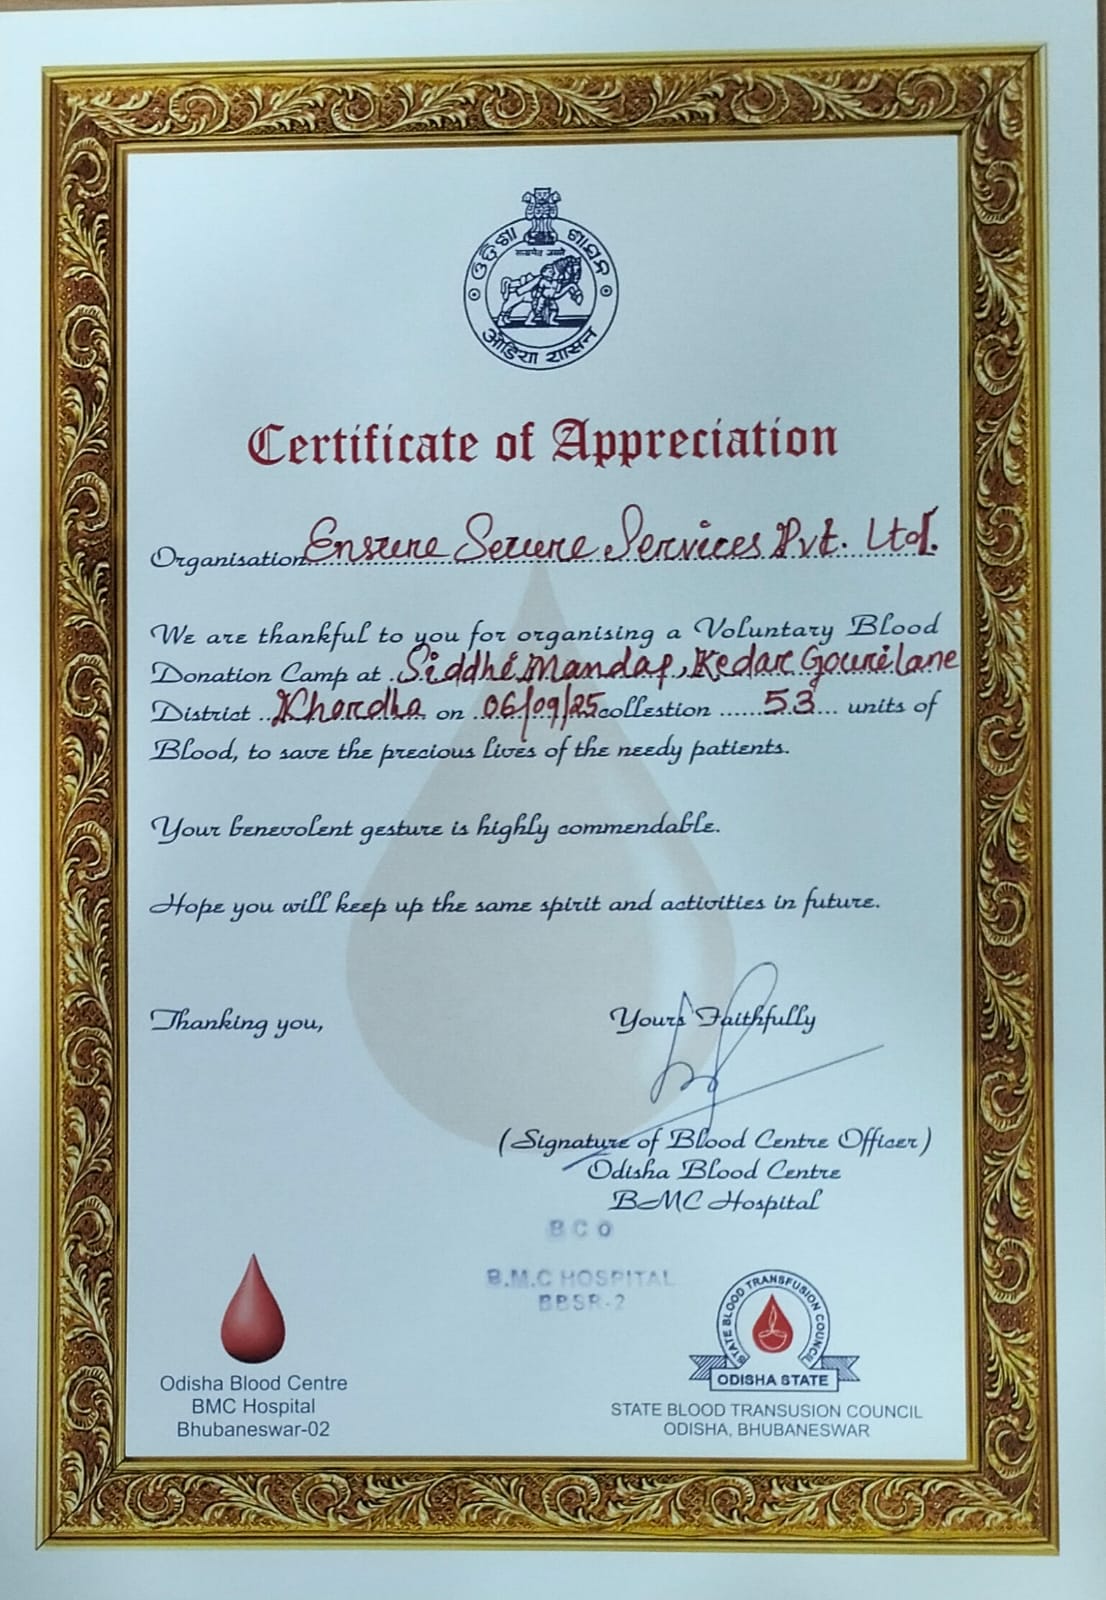 ଓଡ଼ିଶା ଶାସନ
सत्यमेव जयते
ओड़िशा शासन
Certificate of Appreciation
Organisation Ensure Secure Services Pvt. Ltd.
We are thankful to you for organising a Voluntary Blood
Donation Camp at Siddhi Mandap, Kedar Gouri lane
District Khordha on 06/09/25 collestion 53 units of
Blood, to save the precious lives of the needy patients.
Your benevolent gesture is highly commendable.
Hope you will keep up the same spirit and activities in future.
Thanking you,
Yours Faithfully
(Signature of Blood Centre Officer)
Odisha Blood Centre
BMC Hospital
BCO
B.M.C HOSPITAL
BBSR-2
Odisha Blood Centre
BMC Hospital
Bhubaneswar-02
STATE BLOOD TRANSFUSION COUNCIL
ODISHA STATE
STATE BLOOD TRANSUSION COUNCIL
ODISHA, BHUBANESWAR